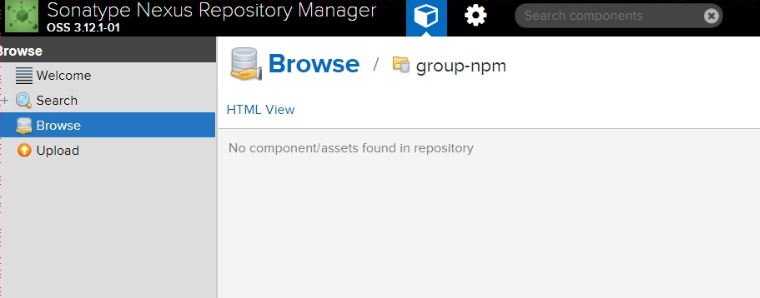 Sonatype Nexus Repository Manager
OSS 3.12.1-01
Search components
Browse
Welcome
Search
Browse
Upload
Browse / group-npm
HTML View
No component/assets found in repository